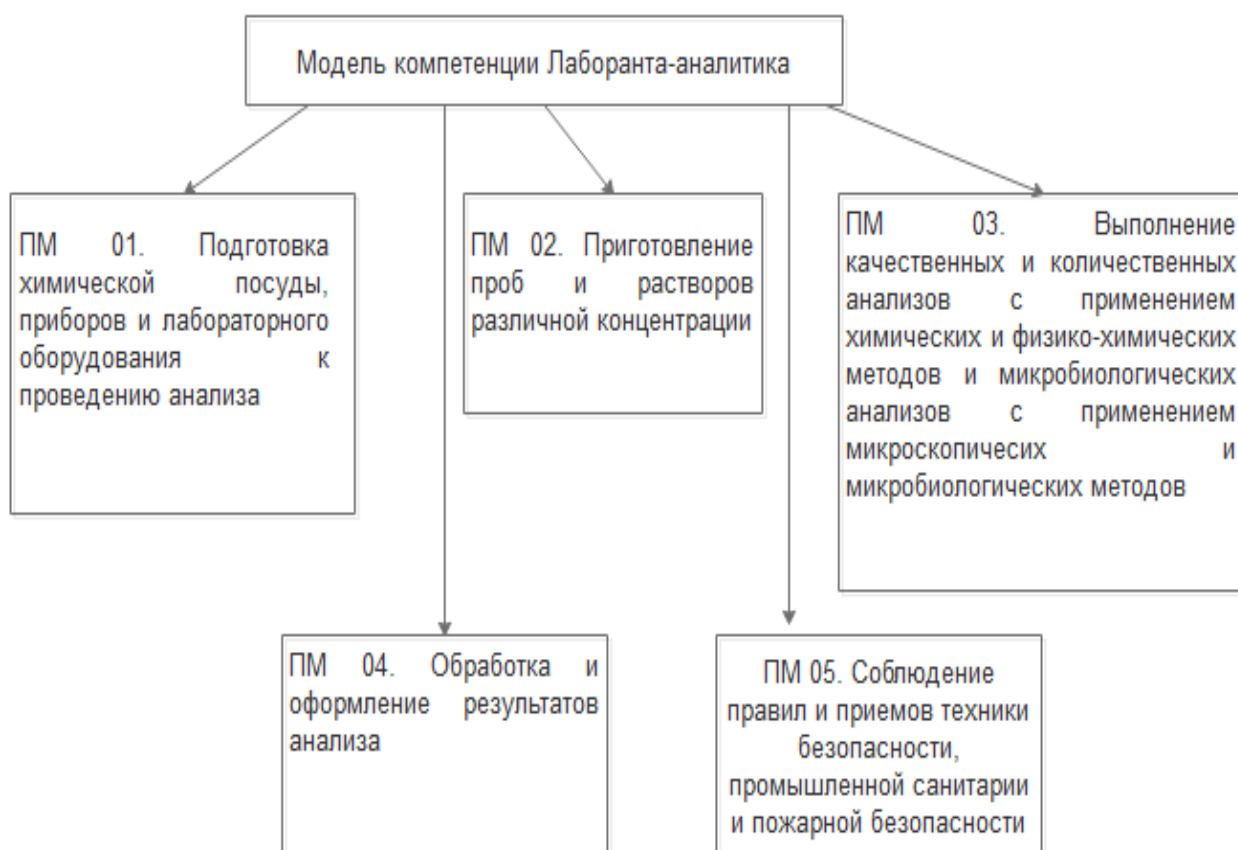 Модель компетенции Лаборанта-аналитика
ПМ 01. Подготовка
химической посуды,
приборов и лабораторного
оборудования к
проведению анализа
ПМ 02. Приготовление
проб и растворов
различной концентрации
ПМ 03. Выполнение
качественных и количественных
анализов с применением
химических и физико-химических
методов и микробиологических
анализов с применением
микроскопичесих и
микробиологических методов
ПМ 04. Обработка и
оформление результатов
анализа
ПМ 05. Соблюдение
правил и приемов техники
безопасности,
промышленной санитарии
и пожарной безопасности